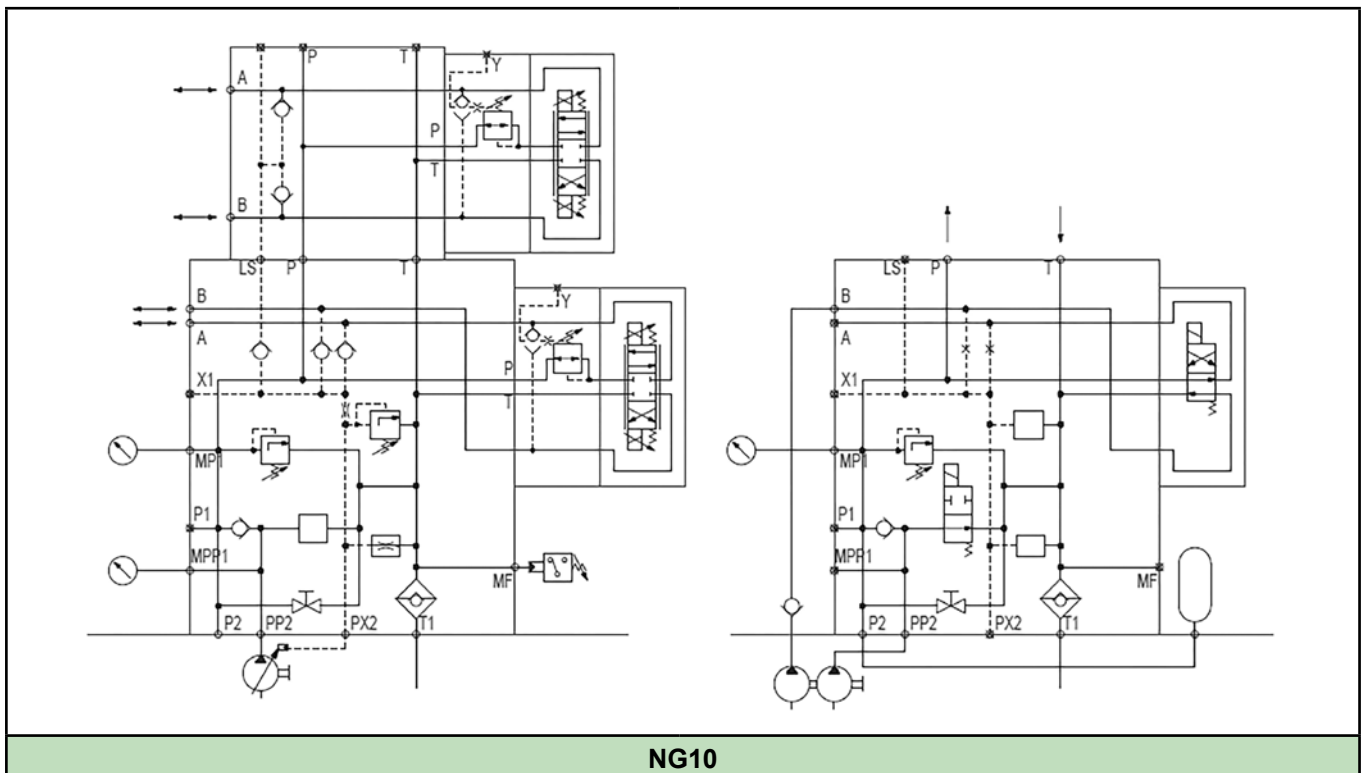 P T
Y
A
P
T
B
LS P T
B
Y
A
P
X1
T
MP1
P1
MPP1
MF
P2 PP2 PX2 T1
LS P T
B
A
X1
MP1
P1
MPP1
MF
P2 PP2 PX2 T1
NG10